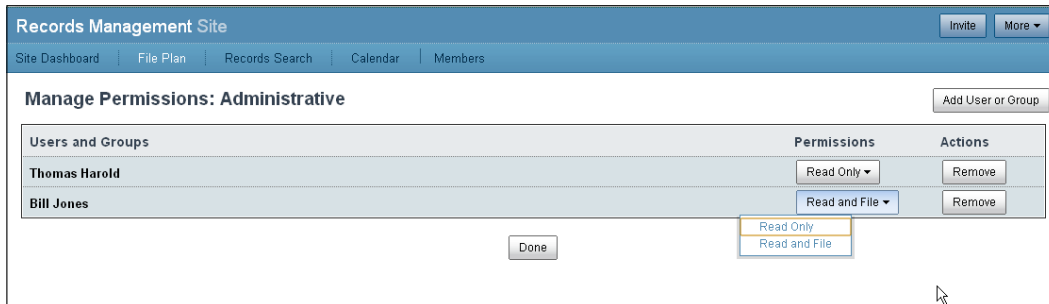 Records Management Site
Invite
More
Site Dashboard File Plan Records Search Calendar Members
Manage Permissions: Administrative
Add User or Group
Users and Groups Permissions Actions
Thomas Harold Read Only Remove
Bill Jones Read and File Remove
Read Only
Read and File
Done